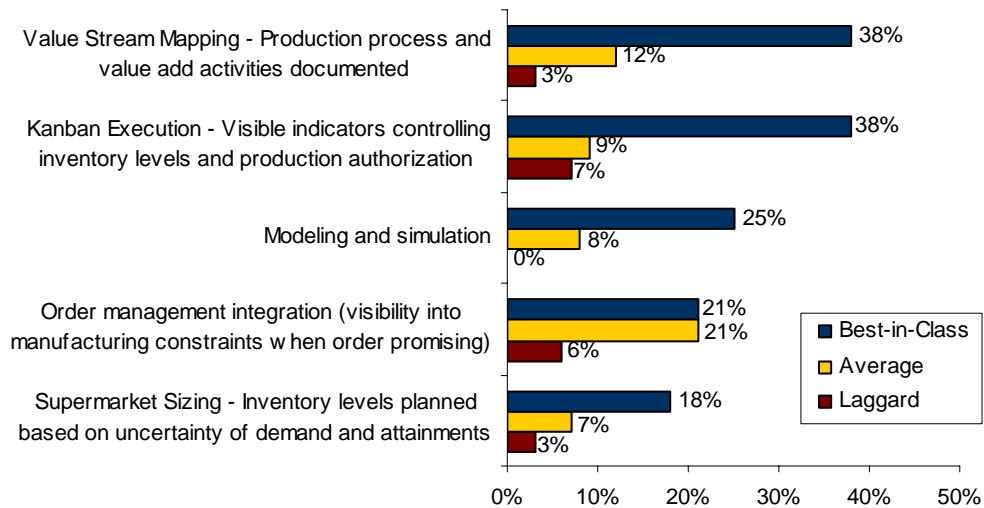 Value Stream Mapping - Production process and
value add activities documented
38%
12%
3%
Kanban Execution - Visible indicators controlling
inventory levels and production authorization
38%
9%
7%
Modeling and simulation
25%
8%
0%
Order management integration (visibility into
manufacturing constraints w hen order promising)
21%
21%
6%
Supermarket Sizing - Inventory levels planned
based on uncertainty of demand and attainments
18%
7%
3%
Best-in-Class
Average
Laggard
0% 10% 20% 30% 40% 50%